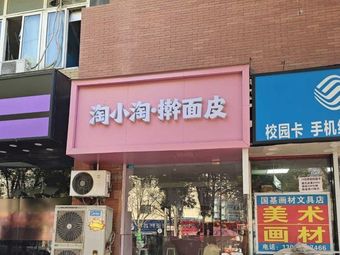 淘小淘·擀面皮
校园卡 手机
国基画材文具店
美术
画材